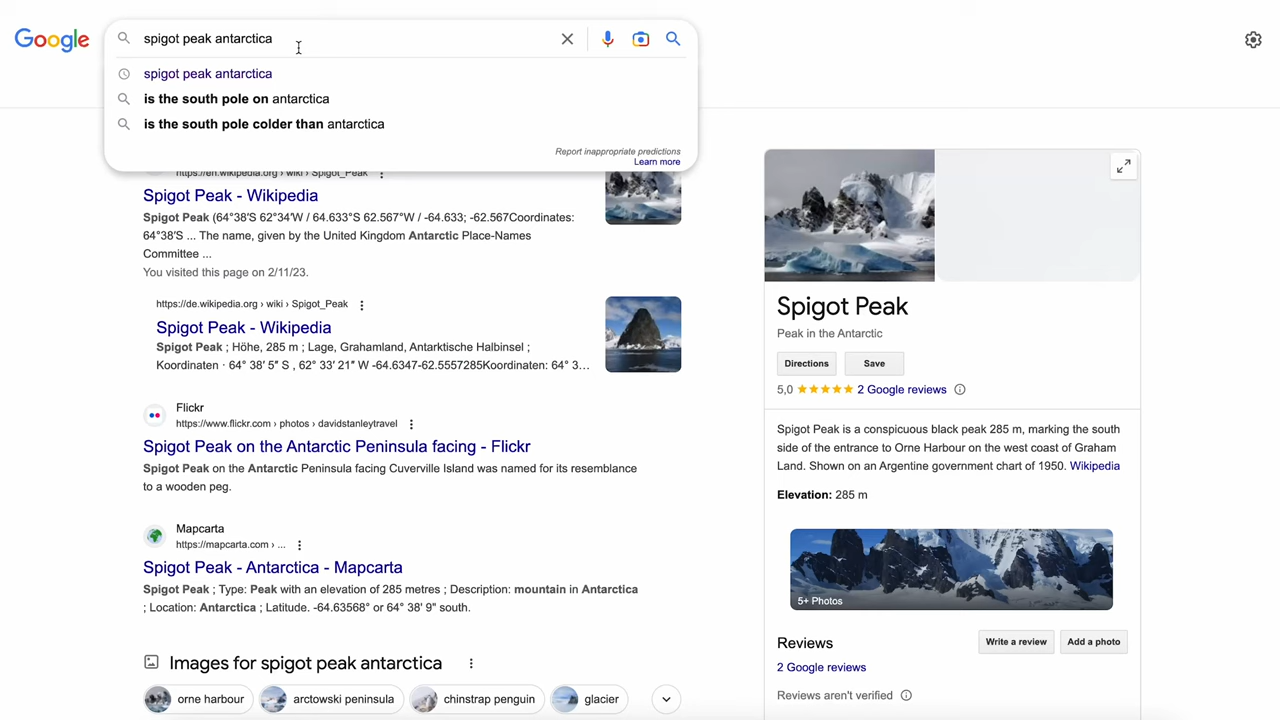 Google
spigot peak antarctica
spigot peak antarctica
is the south pole on antarctica
is the south pole colder than antarctica
Report inappropriate predictions
Learn more
https://en.wikipedia.org › wiki › Spigot_Peak
Spigot Peak - Wikipedia
Spigot Peak (64°38′S 62°34′W / 64.633°S 62.567°W / -64.633; -62.567Coordinates:
64°38′S ... The name, given by the United Kingdom Antarctic Place-Names
Committee ...
You visited this page on 2/11/23.
https://de.wikipedia.org › wiki › Spigot_Peak
Spigot Peak - Wikipedia
Spigot Peak ; Höhe, 285 m ; Lage, Grahamland, Antarktische Halbinsel ;
Koordinaten · 64° 38′ 5″ S , 62° 33′ 21″ W -64.6347-62.5557285Koordinaten: 64° 3...
Flickr
https://www.flickr.com › photos › davidstanleytravel
Spigot Peak on the Antarctic Peninsula facing - Flickr
Spigot Peak on the Antarctic Peninsula facing Cuverville Island was named for its resemblance
to a wooden peg.
Mapcarta
https://mapcarta.com › ...
Spigot Peak - Antarctica - Mapcarta
Spigot Peak ; Type: Peak with an elevation of 285 metres ; Description: mountain in Antarctica
; Location: Antarctica ; Latitude. -64.63568° or 64° 38' 9" south.
Images for spigot peak antarctica
orne harbour
arctowski peninsula
chinstrap penguin
glacier
Spigot Peak
Peak in the Antarctic
Directions
Save
5,0 ★★★★★ 2 Google reviews
Spigot Peak is a conspicuous black peak 285 m, marking the south
side of the entrance to Orne Harbour on the west coast of Graham
Land. Shown on an Argentine government chart of 1950. Wikipedia
Elevation: 285 m
5+ Photos
Reviews
Write a review
Add a photo
2 Google reviews
Reviews aren't verified